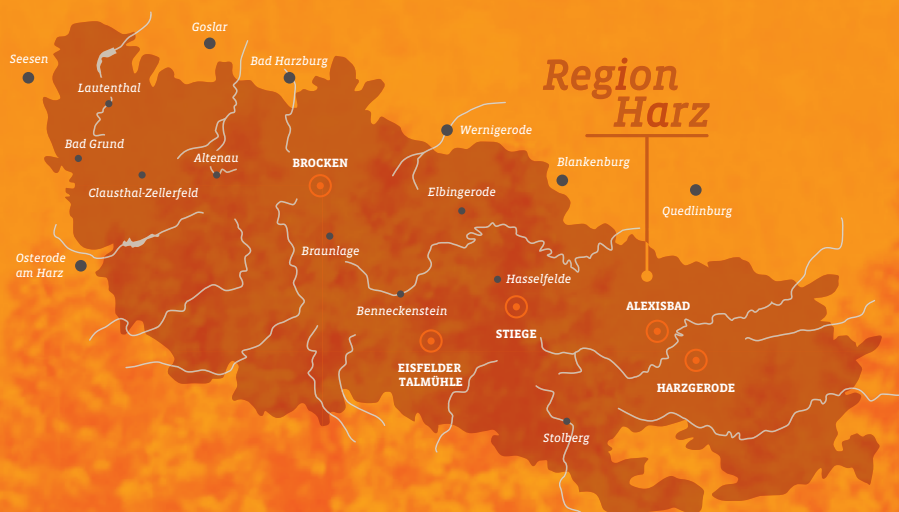 Goslar
Seesen
Bad Harzburg
Lautenthal
Region
Harz
Wernigerode
Bad Grund
Altenau
BROCKEN
Blankenburg
Clausthal-Zellerfeld
Elbingerode
Quedlinburg
Braunlage
Osterode
am Harz
Hasselfelde
Benneckenstein
ALEXISBAD
STIEGE
EISFELDER
TALMÜHLE
HARZGERODE
Stolberg